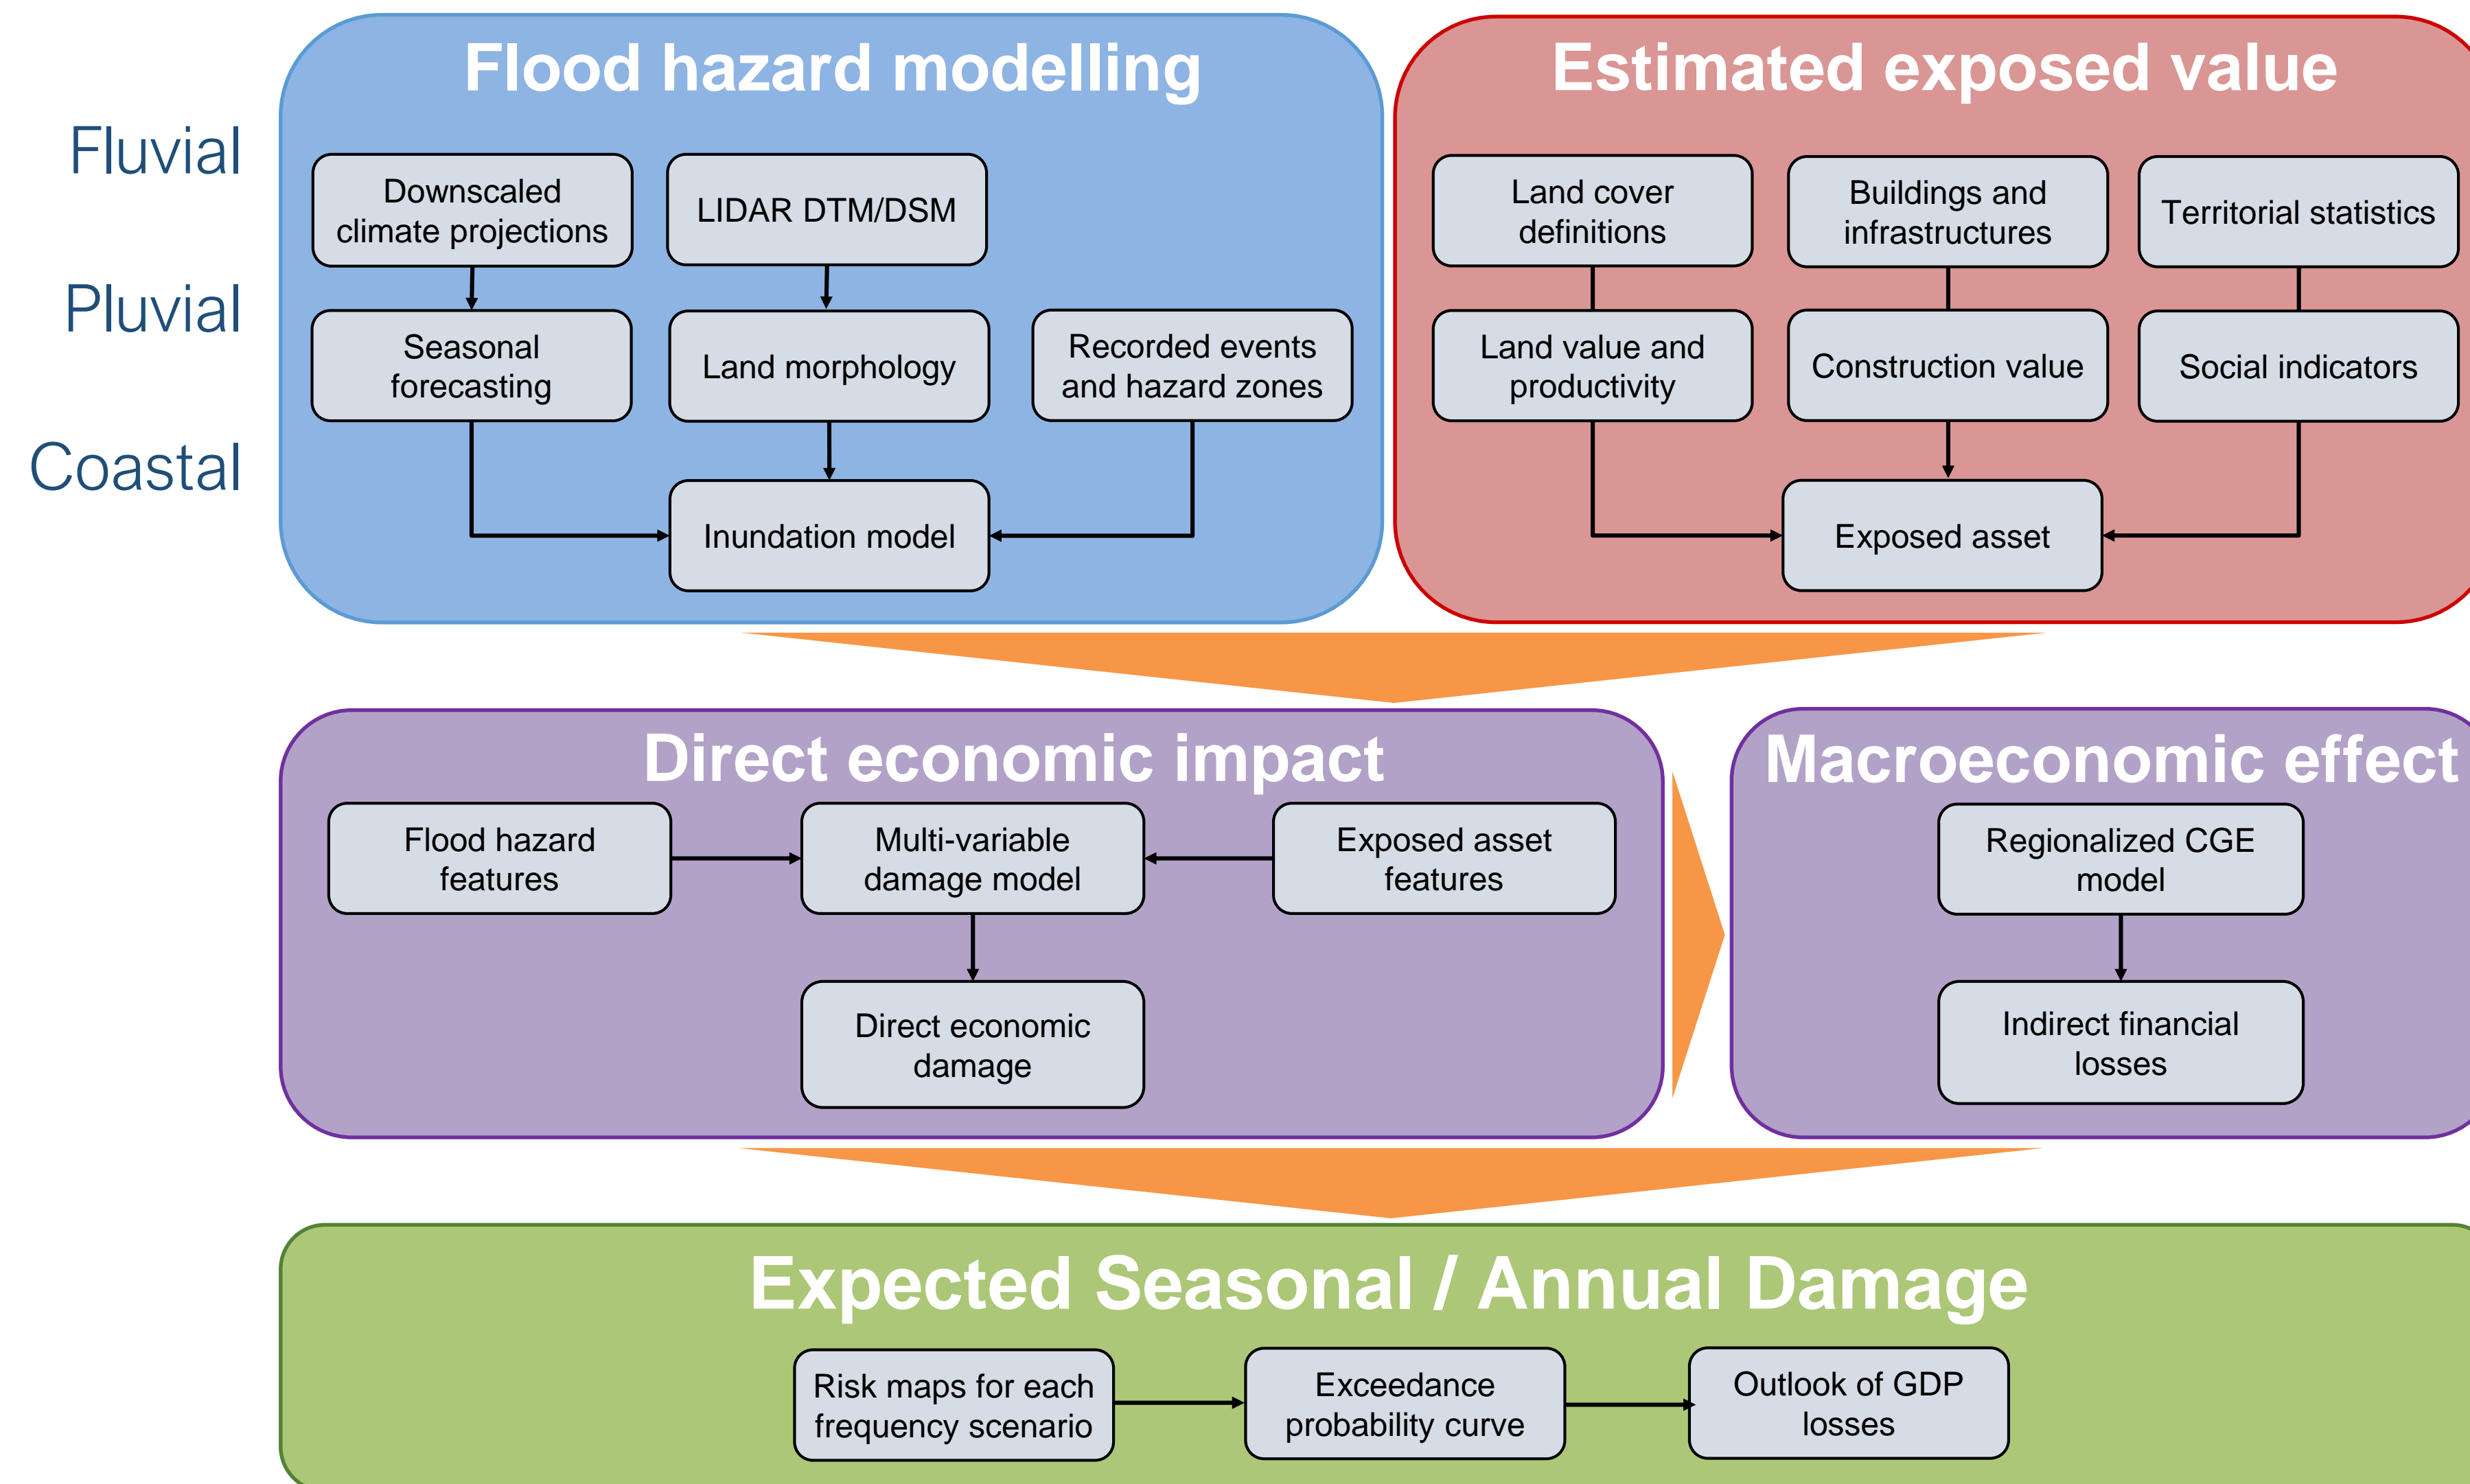 Fluvial
Pluvial
Coastal
Flood hazard modelling
Downscaled
climate projections
LIDAR DTM/DSM
Seasonal
forecasting
Land morphology
Recorded events
and hazard zones
Inundation model
Estimated exposed value
Land cover
definitions
Buildings and
infrastructures
Territorial statistics
Land value and
productivity
Construction value
Social indicators
Exposed asset
Direct economic impact
Flood hazard
features
Multi-variable
damage model
Exposed asset
features
Direct economic
damage
Macroeconomic effect
Regionalized CGE
model
Indirect financial
losses
Expected Seasonal / Annual Damage
Risk maps for each
frequency scenario
Exceedance
probability curve
Outlook of GDP
losses